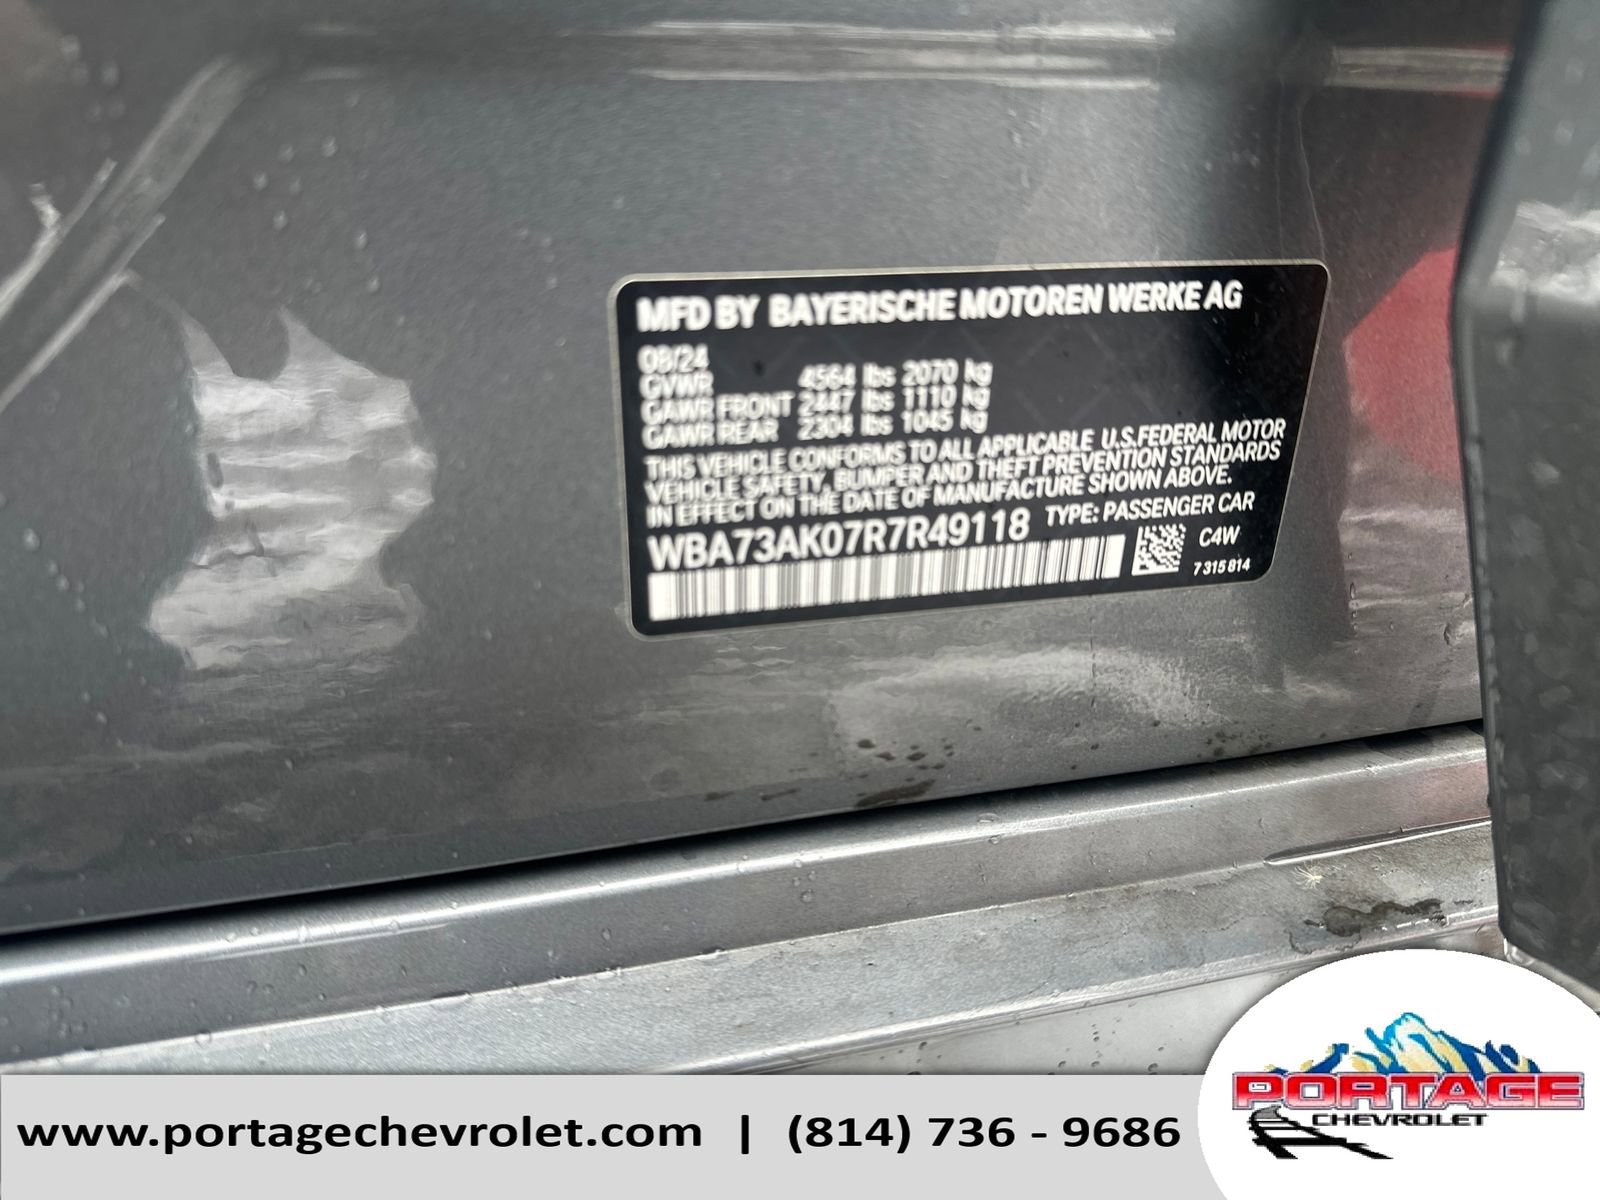 MFD BY BAYERISCHE MOTOREN WERKE AG
08/24
GVWR 4564 lbs 2070 kg
GAWR FRONT 2447 lbs 1110 kg
GAWR REAR 2304 lbs 1045 kg
THIS VEHICLE CONFORMS TO ALL APPLICABLE U.S.FEDERAL MOTOR
VEHICLE SAFETY, BUMPER AND THEFT PREVENTION STANDARDS
IN EFFECT ON THE DATE OF MANUFACTURE SHOWN ABOVE.
WBA73AK07R7R49118 TYPE: PASSENGER CAR
C4W
7315814
PORTAGE
CHEVROLET
www.portagechevrolet.com | (814) 736 - 9686